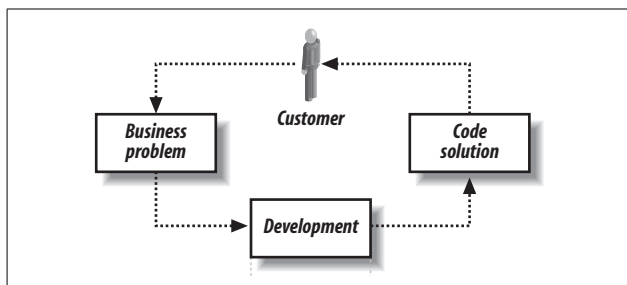 Customer
Business
problem
Code
solution
Development